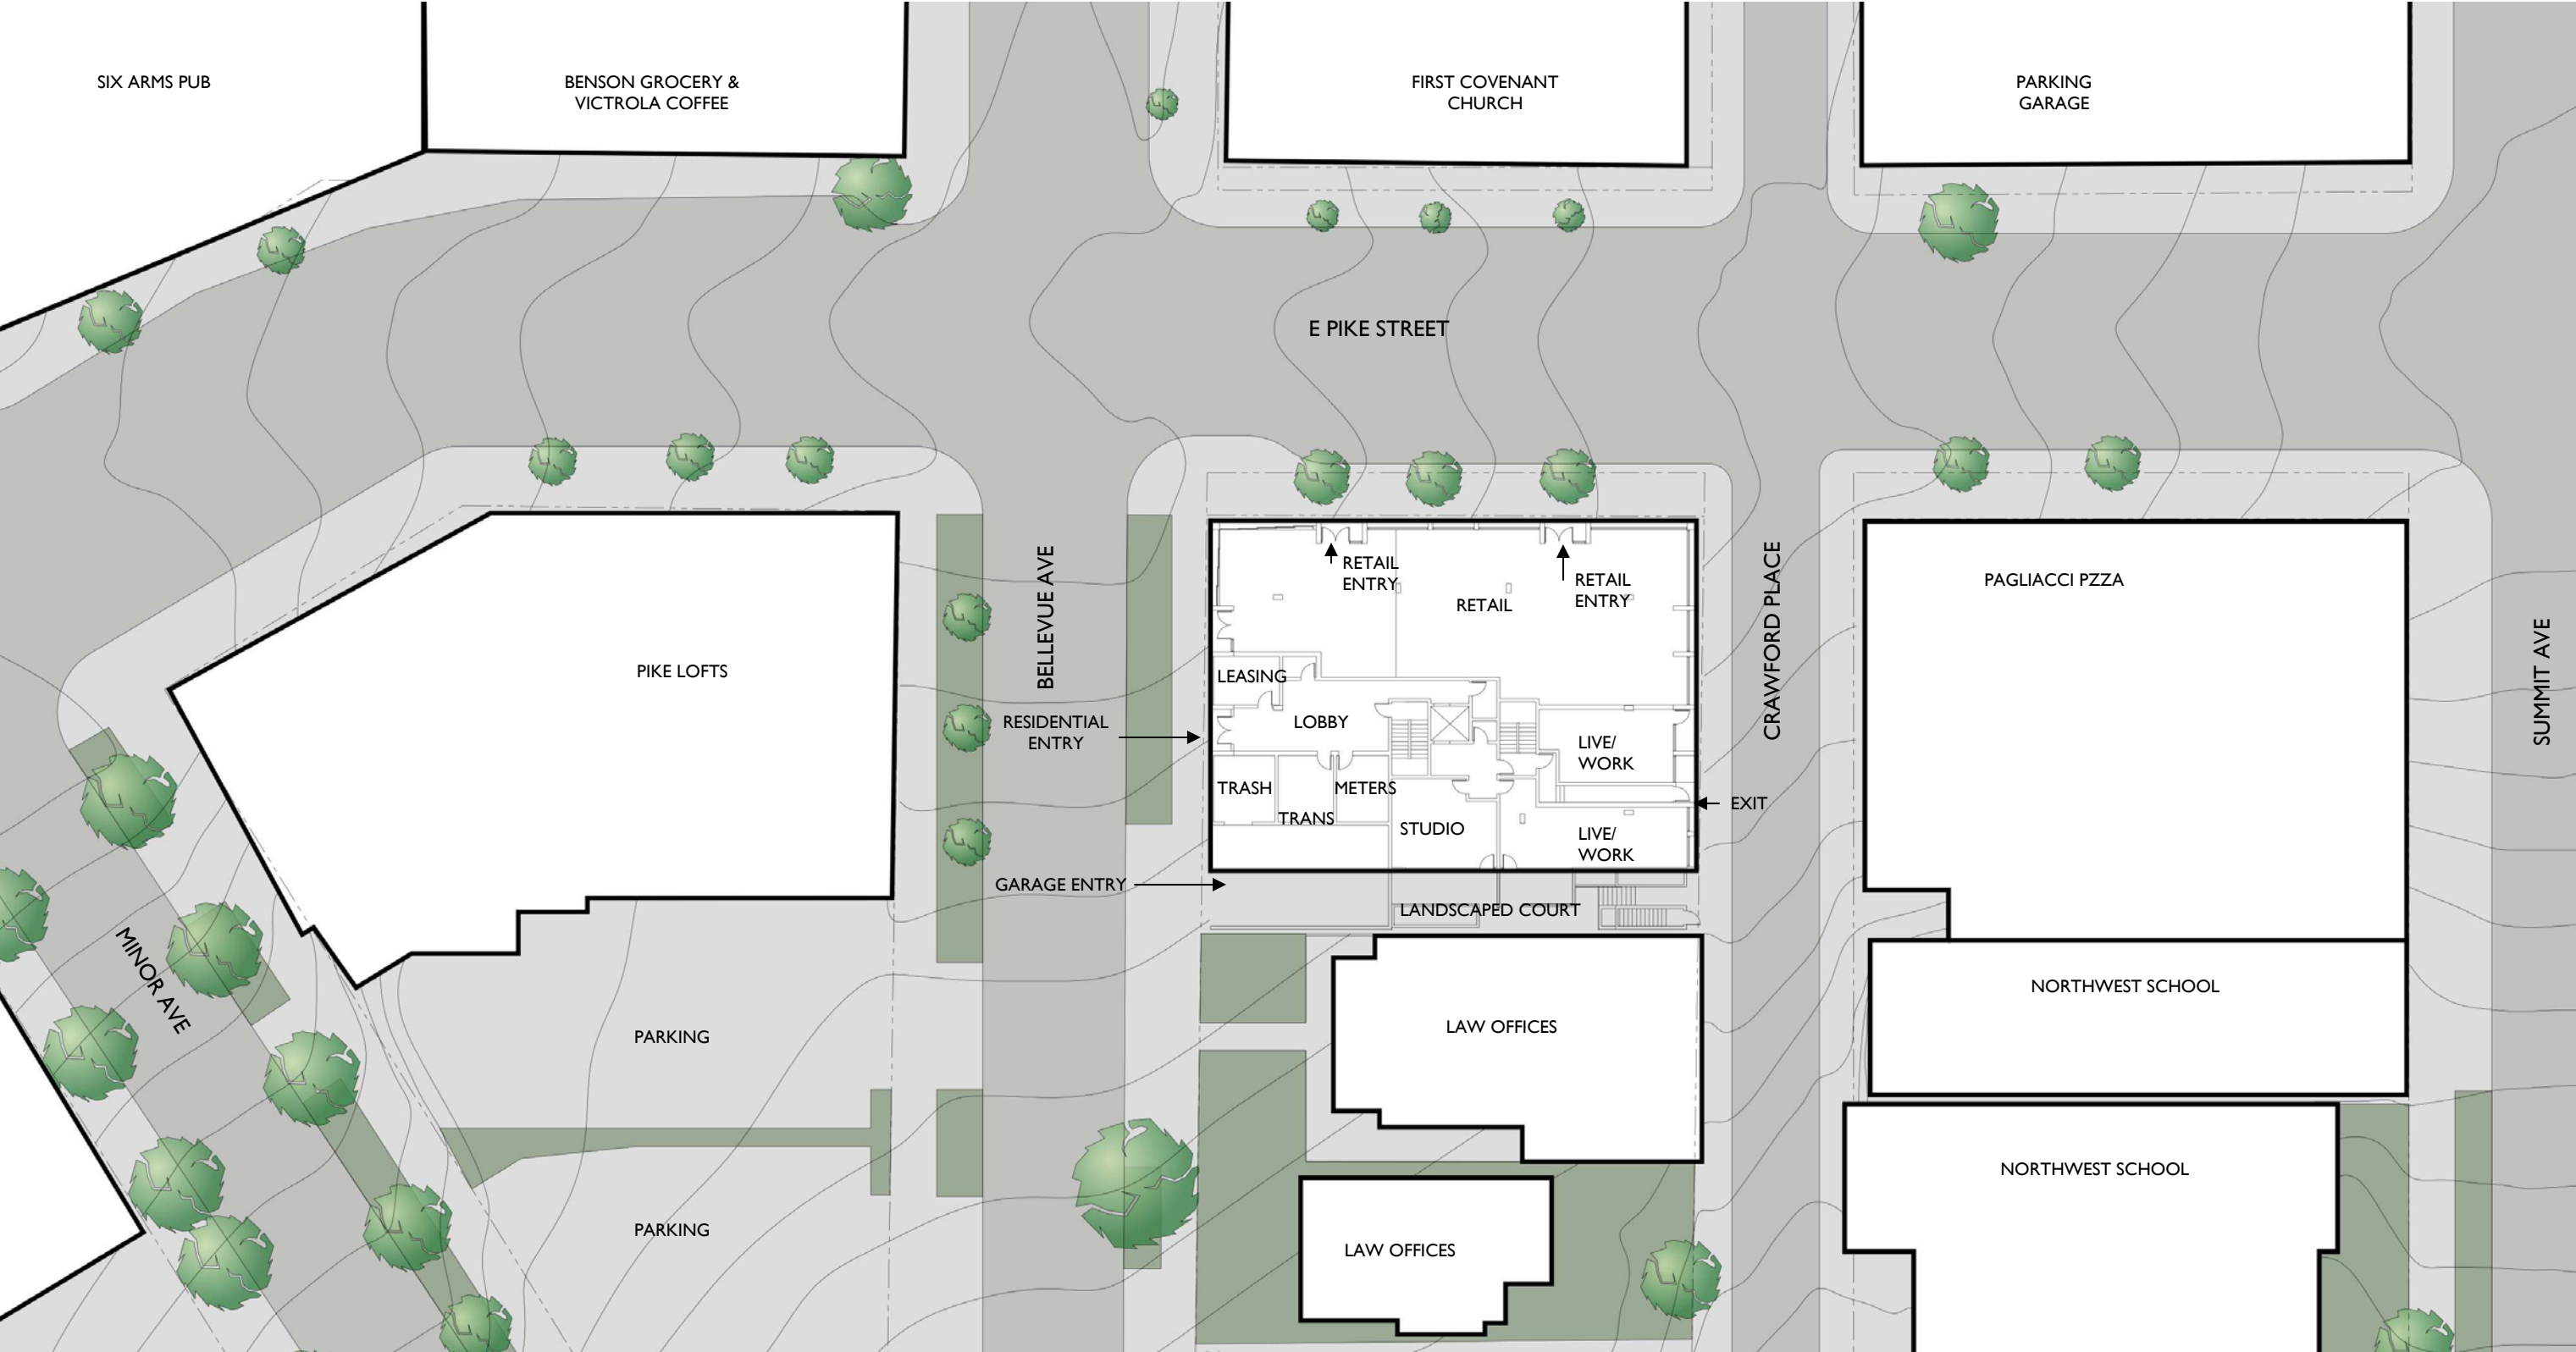 SIX ARMS PUB
BENSON GROCERY &
VICTROLA COFFEE
FIRST COVENANT
CHURCH
PARKING
GARAGE
E PIKE STREET
PIKE LOFTS
BELLEVUE AVE
RETAIL
ENTRY
RETAIL
RETAIL
ENTRY
CRAWFORD PLACE
PAGLIACCI PZZA
SUMMIT AVE
LEASING
LOBBY
RESIDENTIAL
ENTRY
LIVE/
WORK
TRASH
METERS
TRANS
STUDIO
LIVE/
WORK
EXIT
GARAGE ENTRY
LANDSCAPED COURT
MINOR AVE
PARKING
LAW OFFICES
NORTHWEST SCHOOL
PARKING
LAW OFFICES
NORTHWEST SCHOOL